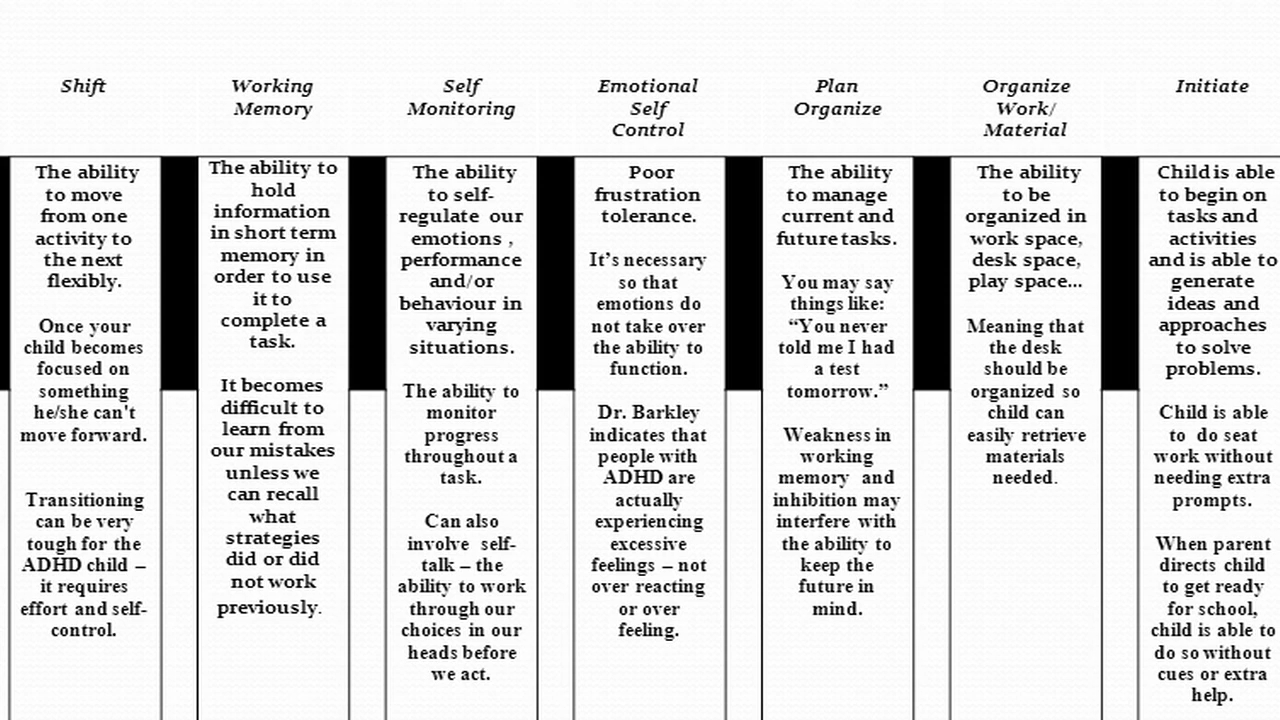 Shift
The ability
to move
from one
activity to
the next
flexibly.
Once your
child becomes
focused on
something
he/she can't
move forward.
Transitioning
can be very
tough for the
ADHD child –
it requires
effort and self-
control.
Working
Memory
The ability to
hold
information
in short term
memory in
order to use
it to
complete a
task.
It becomes
difficult to
learn from
our mistakes
unless we
can recall
what
strategies
did or did
not work
previously.
Self
Monitoring
The ability
to self-
regulate our
emotions ,
performance
and/or
behaviour in
varying
situations.
The ability to
monitor
progress
throughout a
task.
Can also
involve self-
talk – the
ability to work
through our
choices in our
heads before
we act.
Emotional
Self
Control
Poor
frustration
tolerance.
It’s necessary
so that
emotions do
not take over
the ability to
function.
Dr. Barkley
indicates that
people with
ADHD are
actually
experiencing
excessive
feelings – not
over reacting
or over
feeling.
Plan
Organize
The ability
to manage
current and
future tasks.
You may say
things like:
“You never
told me I had
a test
tomorrow.”
Weakness in
working
memory and
inhibition may
interfere with
the ability to
keep the
future in
mind.
Organize
Work/
Material
The ability
to be
organized in
work space,
desk space,
play space...
Meaning that
the desk
should be
organized so
child can
easily retrieve
materials
needed.
Initiate
Child is able
to begin on
tasks and
activities
and is able to
generate
ideas and
approaches
to solve
problems.
Child is able
to do seat
work without
needing extra
prompts.
When parent
directs child
to get ready
for school,
child is able to
do so without
cues or extra
help.